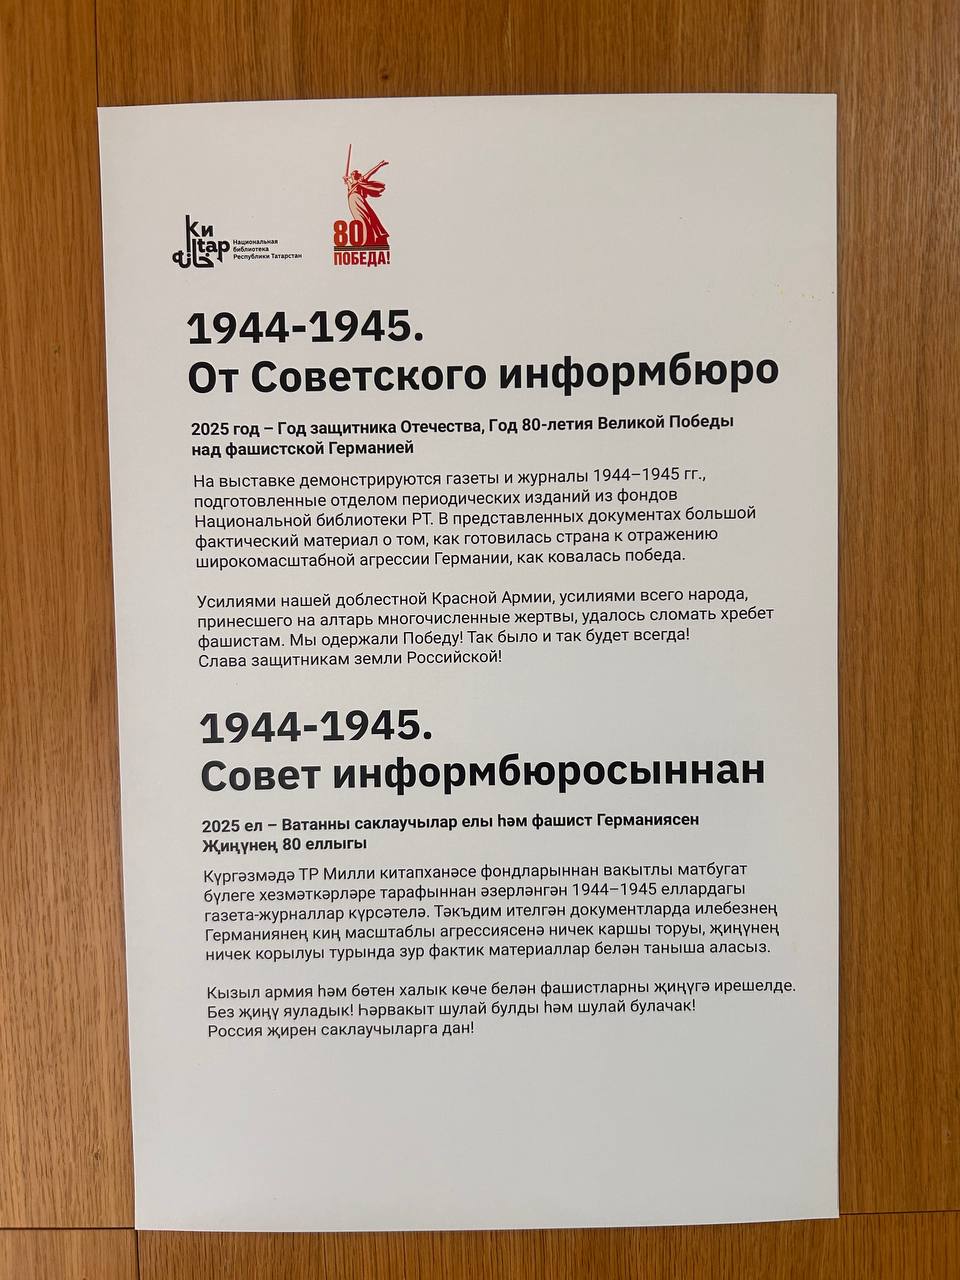 Ки
tap
خانه
Национальная
библиотека
Республики Татарстан
80
ПОБЕДА!
1944-1945.
От Советского информбюро
2025 год – Год защитника Отечества, Год 80-летия Великой Победы
над фашистской Германией
На выставке демонстрируются газеты и журналы 1944–1945 гг.,
подготовленные отделом периодических изданий из фондов
Национальной библиотеки РТ. В представленных документах большой
фактический материал о том, как готовилась страна к отражению
широкомасштабной агрессии Германии, как ковалась победа.
Усилиями нашей доблестной Красной Армии, усилиями всего народа,
принесшего на алтарь многочисленные жертвы, удалось сломать хребет
фашистам. Мы одержали Победу! Так было и так будет всегда!
Слава защитникам земли Российской!
1944-1945.
Совет информбюросыннан
2025 ел – Ватанны саклаучылар елы һәм фашист Германиясен
Җиңүнең 80 еллыгы
Күргәзмәдә ТР Милли китапханәсе фондларыннан вакытлы матбугат
бүлеге хезмәткәрләре тарафыннан әзерләнгән 1944–1945 еллардагы
газета-журналлар күрсәтелә. Тәкъдим ителгән документларда илебезнең
Германиянең киң масштаблы агрессиясенә ничек каршы торуы, җиңүнең
ничек корылуы турында зур фактик материаллар белән таныша аласыз.
Кызыл армия һәм бөтен халык көче белән фашистларны җиңүгә ирешелде.
Без җиңү яуладык! Һәрвакыт шулай булды һәм шулай булачак!
Россия җирен саклаучыларга дан!